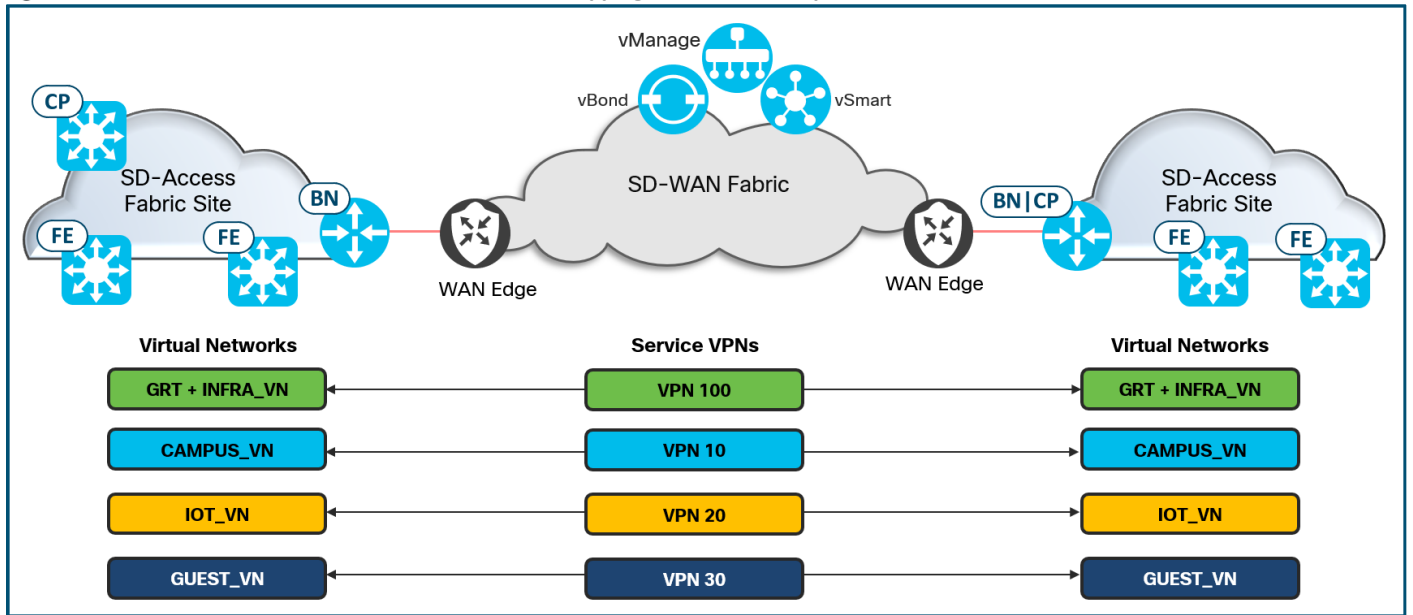 vManage
vBond
vSmart
CP
SD-Access
Fabric Site
BN
FE
FE
WAN Edge
SD-WAN Fabric
WAN Edge
BN|CP
SD-Access
Fabric Site
FE
FE
Virtual Networks
Service VPNs
Virtual Networks
GRT + INFRA_VN
VPN 100
GRT + INFRA_VN
CAMPUS_VN
VPN 10
CAMPUS_VN
IOT_VN
VPN 20
IOT_VN
GUEST_VN
VPN 30
GUEST_VN